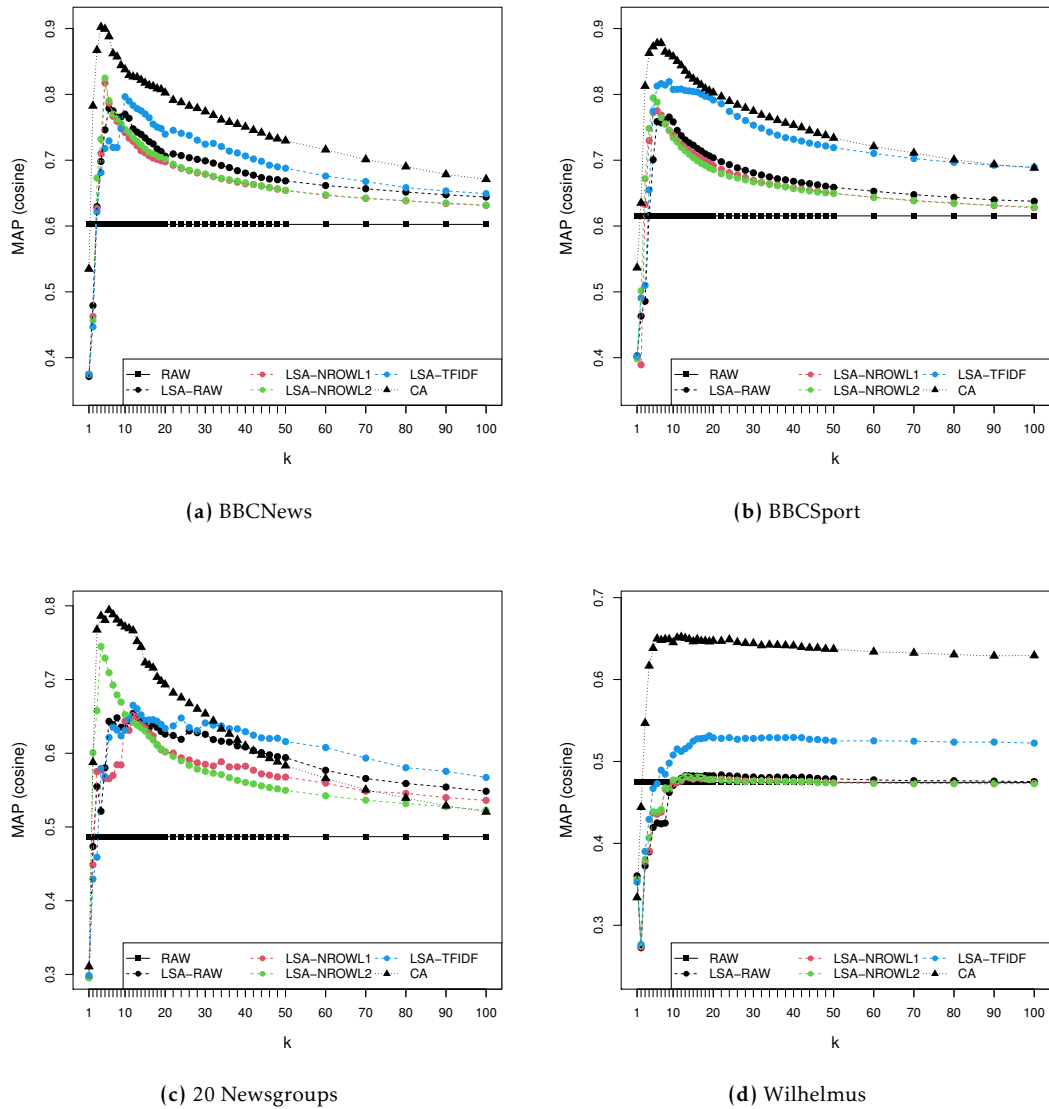 0.4 0.5 0.6 0.7 0.8 0.9
MAP (cosine)
RAW
LSA−RAW
LSA−NROWL1
LSA−NROWL2
LSA−TFIDF
CA
1 10 20 30 40 50 60 70 80 90 100
k
(a) BBCNews
0.4 0.5 0.6 0.7 0.8 0.9
MAP (cosine)
RAW
LSA−RAW
LSA−NROWL1
LSA−NROWL2
LSA−TFIDF
CA
1 10 20 30 40 50 60 70 80 90 100
k
(b) BBCSport
0.3 0.4 0.5 0.6 0.7 0.8
MAP (cosine)
RAW
LSA−RAW
LSA−NROWL1
LSA−NROWL2
LSA−TFIDF
CA
1 10 20 30 40 50 60 70 80 90 100
k
(c) 20 Newsgroups
0.3 0.4 0.5 0.6 0.7
MAP (cosine)
RAW
LSA−RAW
LSA−NROWL1
LSA−NROWL2
LSA−TFIDF
CA
1 10 20 30 40 50 60 70 80 90 100
k
(d) Wilhelmus